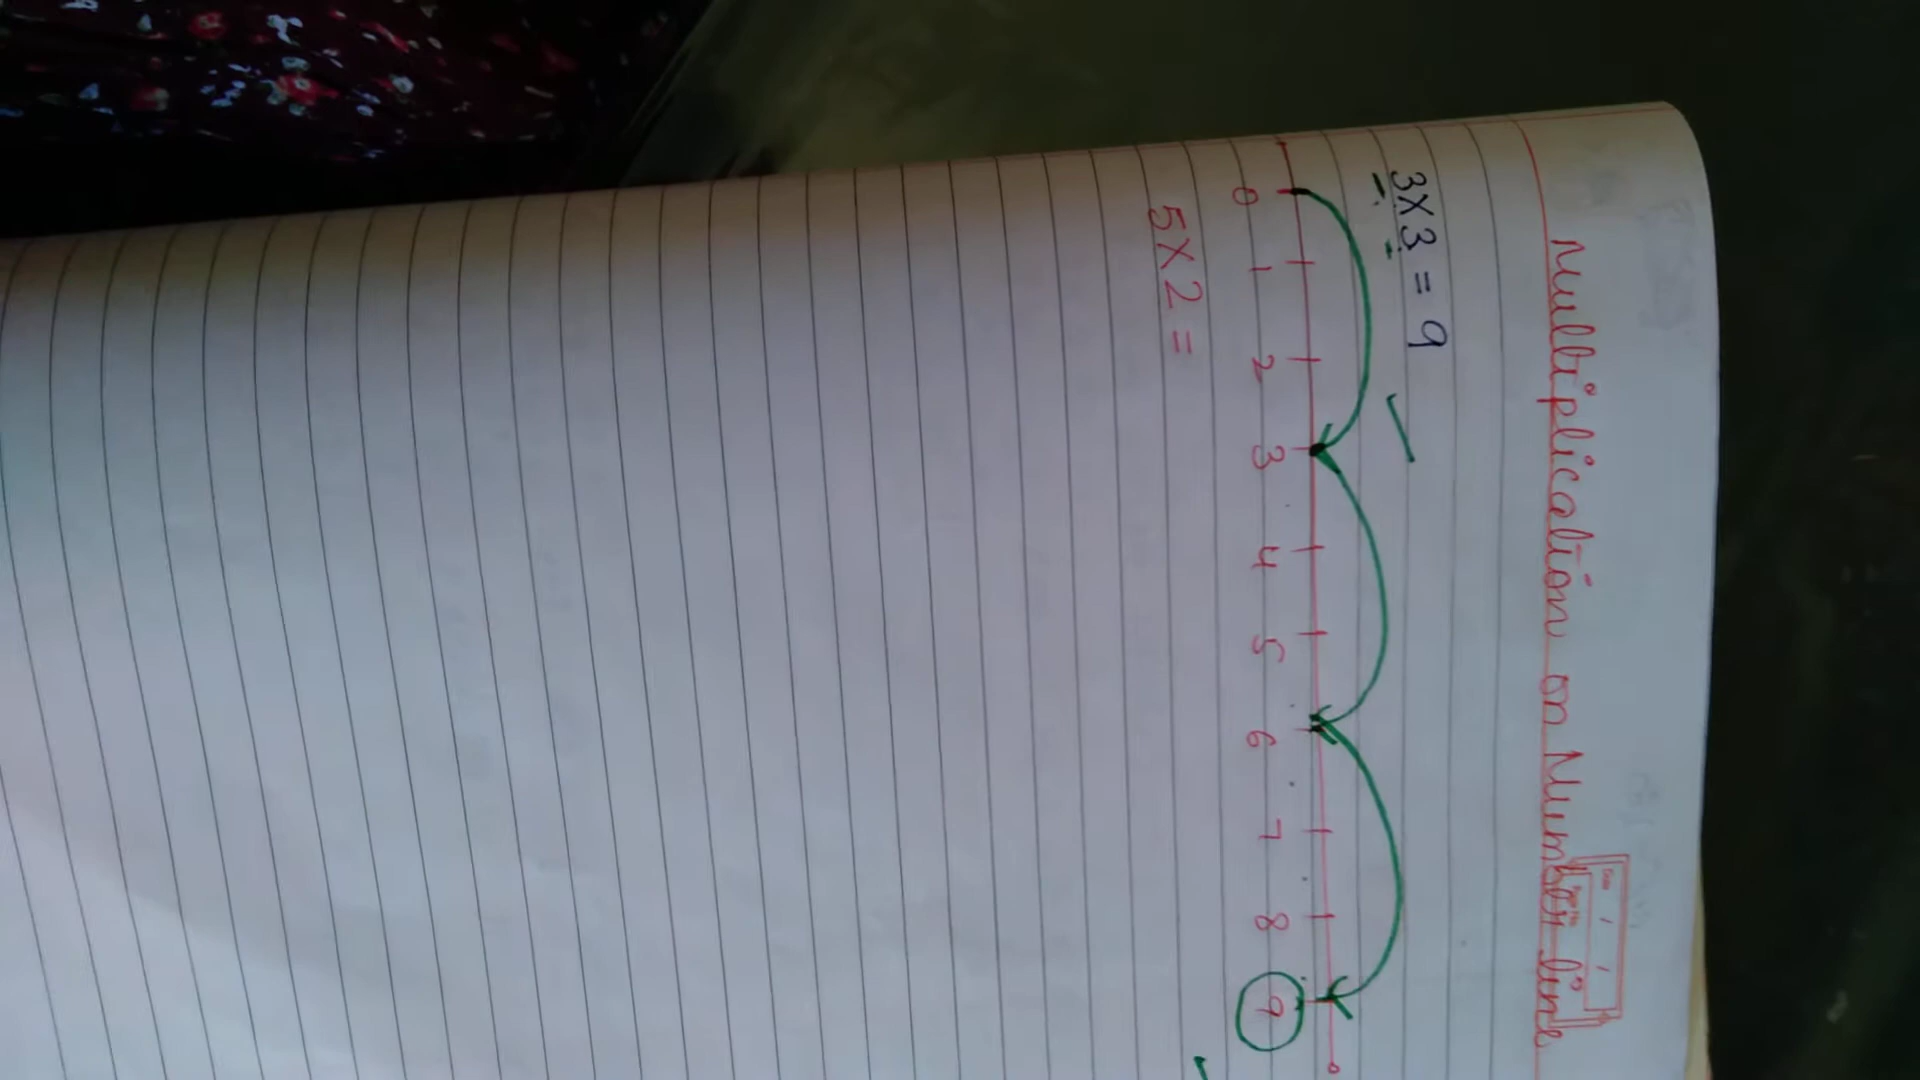 Multiplication on Number line
3x3 = 9
0 1 2 3 4 5 6 7 8 9
5x2 =